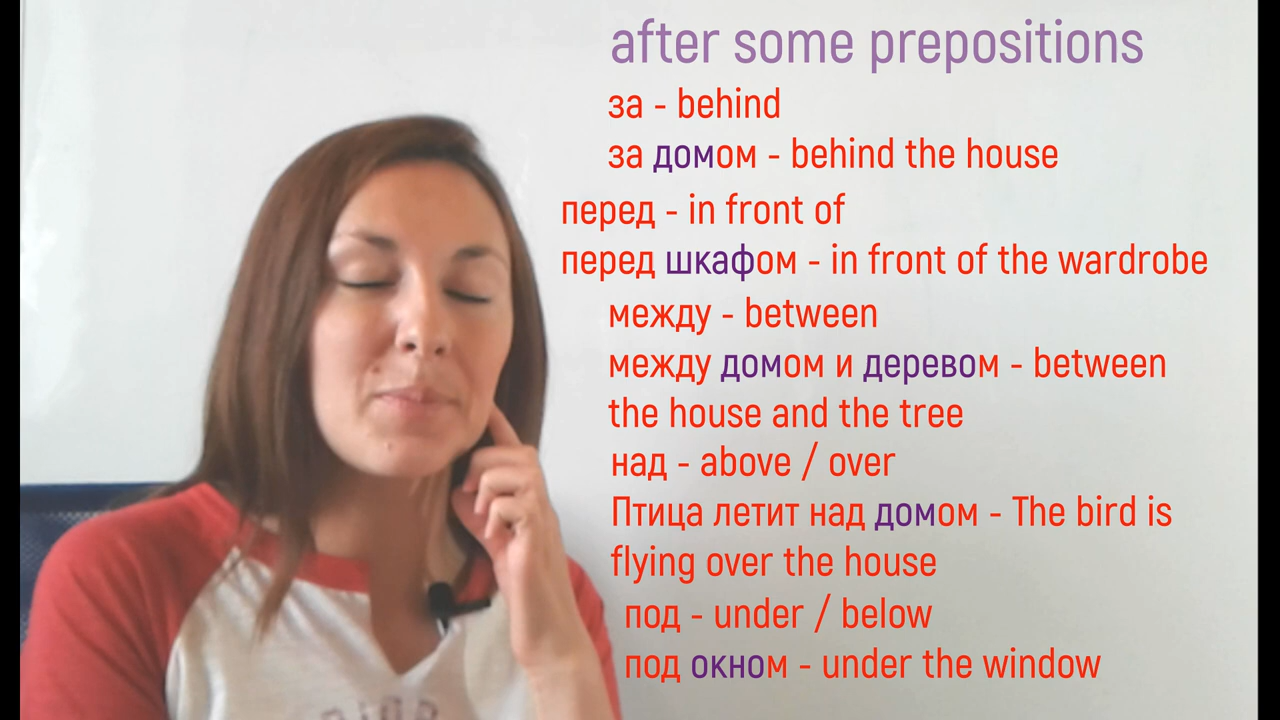 after some prepositions
за - behind
за домом - behind the house
перед - in front of
перед шкафом - in front of the wardrobe
между - between
между домом и деревом - between
the house and the tree
над - above / over
Птица летит над домом - The bird is
flying over the house
под - under / below
под окном - under the window